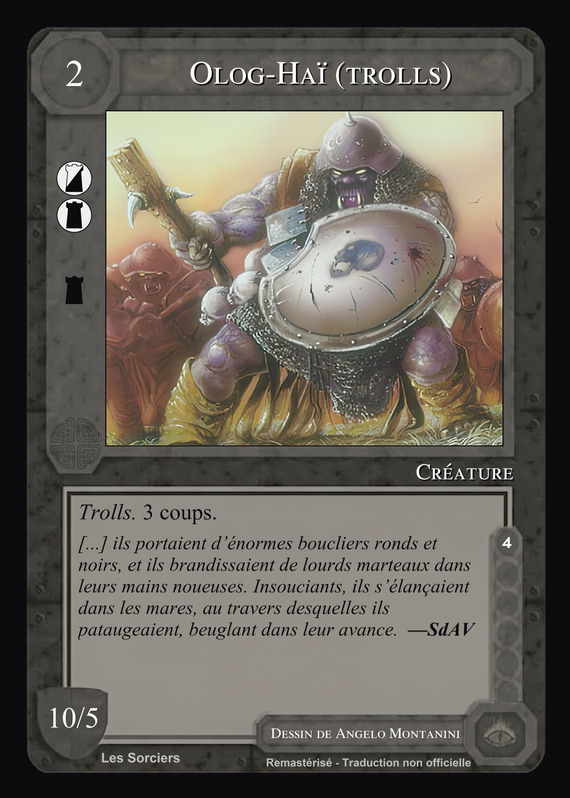 2
Olog-Haï (trolls)
Créature
Trolls. 3 coups.
[...] ils portaient d’énormes boucliers ronds et
noirs, et ils brandissaient de lourds marteaux dans
leurs mains noueuses. Insouciants, ils s’élançaient
dans les mares, au travers desquelles ils
pataugeaient, beuglant dans leur avance. —SdAV
4
10/5
Dessin de Angelo Montanini
Les Sorciers
Remastérisé - Traduction non officielle